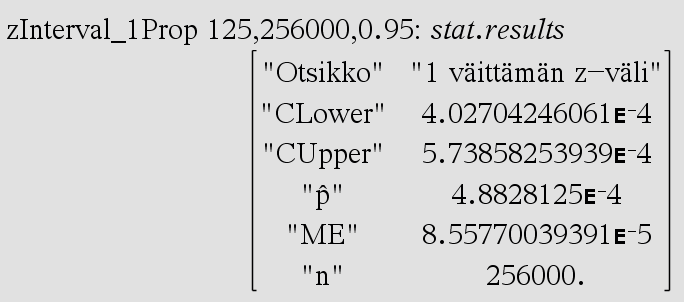 zInterval_1Prop 125,256000,0.95: stat.results
"Otsikko" "1 väittämän z−väli"
"CLower" 4.02704246061ᴇ-4
"CUpper" 5.73858253939ᴇ-4
"p̂" 4.8828125ᴇ-4
"ME" 8.55770039391ᴇ-5
"n" 256000.